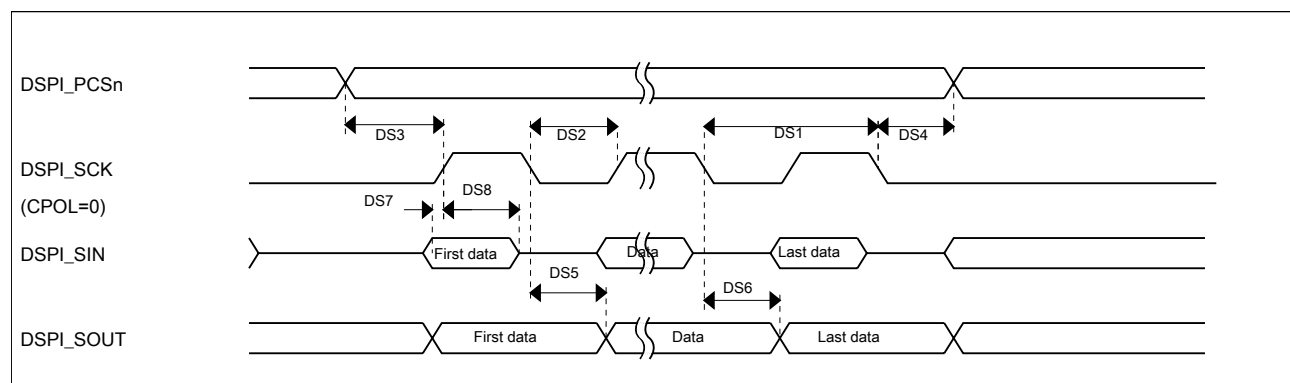 DSPI_PCSn
DS3
DS2
DS1
DS4
DSPI_SCK
(CPOL=0)
DS7
DS8
DSPI_SIN
First data
Data
Last data
DS5
DS6
DSPI_SOUT
First data
Data
Last data